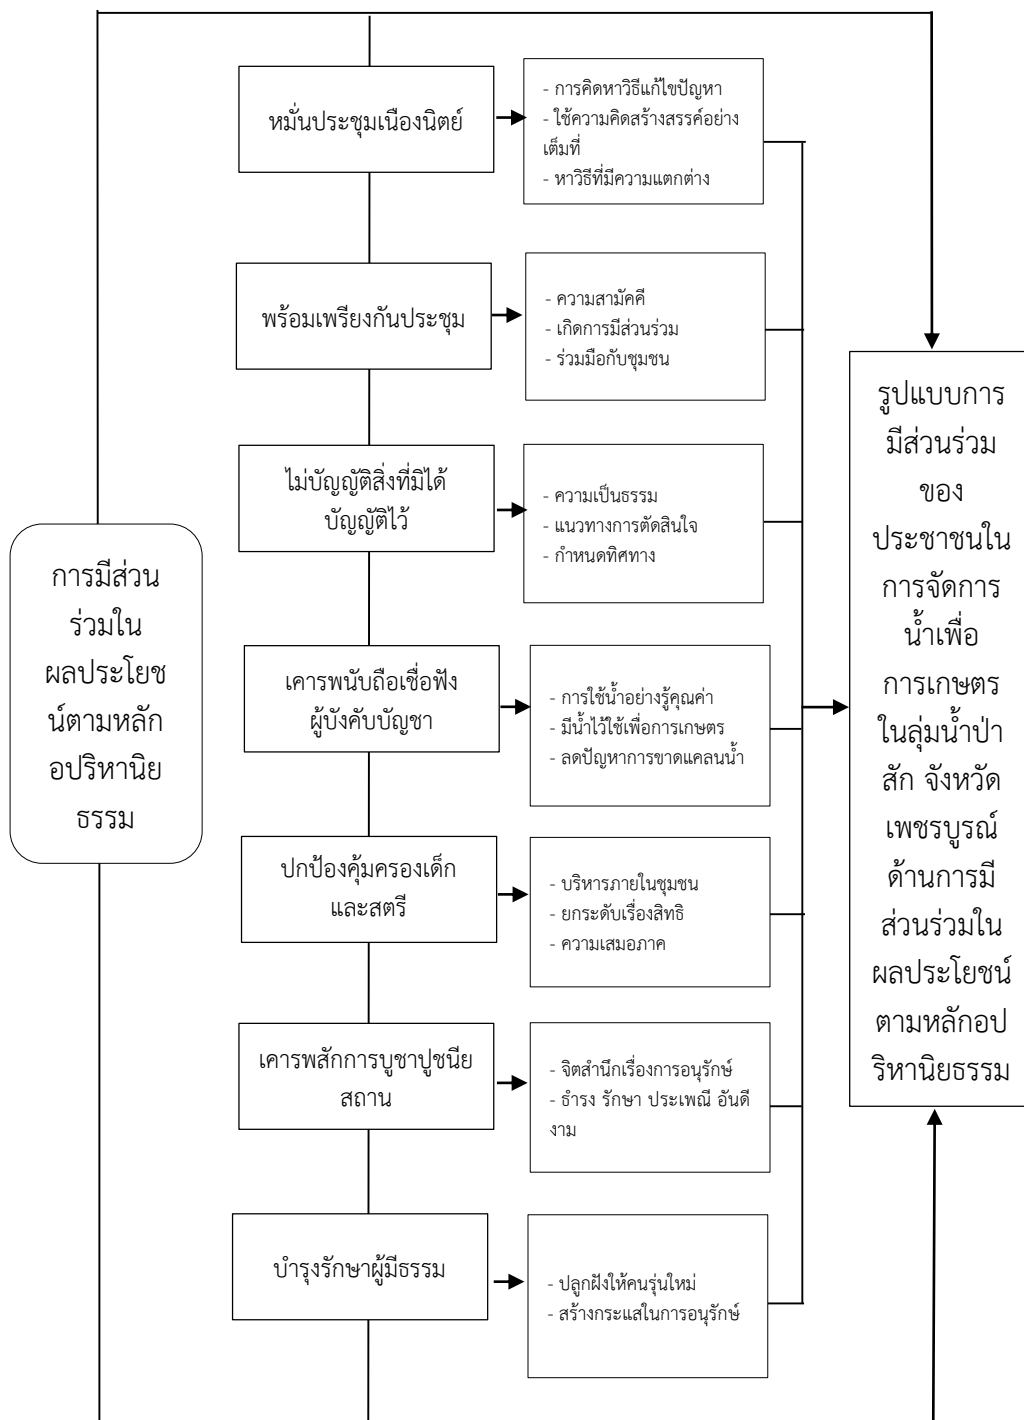 หมั่นประชุมเนืองนิตย์
- การคิดหาวิธีแก้ไขปัญหา
- ใช้ความคิดสร้างสรรค์อย่าง
เต็มที่
- หาวิธีที่มีความแตกต่าง
พร้อมเพรียงกันประชุม
- ความสามัคคี
- เกิดการมีส่วนร่วม
- ร่วมมือกับชุมชน
ไม่บัญญัติสิ่งที่มิได้
บัญญัติไว้
- ความเป็นธรรม
- แนวทางการตัดสินใจ
- กำหนดทิศทาง
การมีส่วน
ร่วมใน
ผลประโยช
น์ตามหลัก
อปริหานิย
ธรรม
เคารพนับถือเชื่อฟัง
ผู้บังคับบัญชา
- การใช้น้ำอย่างรู้คุณค่า
- มีน้ำไว้ใช้เพื่อการเกษตร
- ลดปัญหาการขาดแคลนน้ำ
ปกป้องคุ้มครองเด็ก
และสตรี
- บริหารภายในชุมชน
- ยกระดับเรื่องสิทธิ
- ความเสมอภาค
เคารพสักการบูชาปูชนีย
สถาน
- จิตสำนึกเรื่องการอนุรักษ์
- ธำรง รักษา ประเพณี อันดี
งาม
บำรุงรักษาผู้มีธรรม
- ปลูกฝังให้คนรุ่นใหม่
- สร้างกระแสในการอนุรักษ์
รูปแบบการ
มีส่วนร่วม
ของ
ประชาชนใน
การจัดการ
น้ำเพื่อ
การเกษตร
ในลุ่มน้ำป่า
สัก จังหวัด
เพชรบูรณ์
ด้านการมี
ส่วนร่วมใน
ผลประโยชน์
ตามหลักอป
ริหานิยธรรม